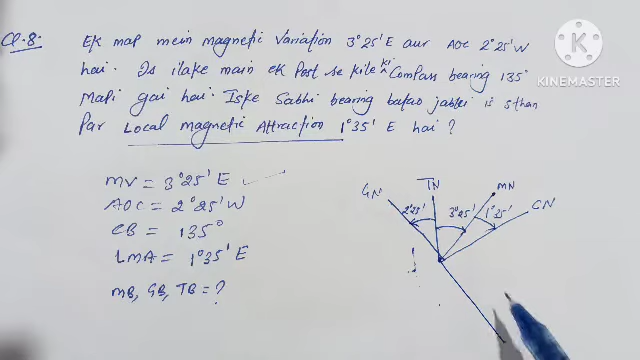 Q.8: Ek map mein magnetic Variation 3°25' E aur AOC 2°25' W
hai. Is ilake main ek Post se kile ki Compass bearing 135°
Mapi gai hai. Iske Sabhi bearing batao jabki is sthan
Par Local magnetic Attraction 1°35' E hai ?
MV = 3°25' E
AOC = 2°25' W
CB = 135°
LMA = 1°35' E
MB, GB, TB = ?
GN TN MN CN
2°25' 3°25' 1°35'
K
KINEMASTER